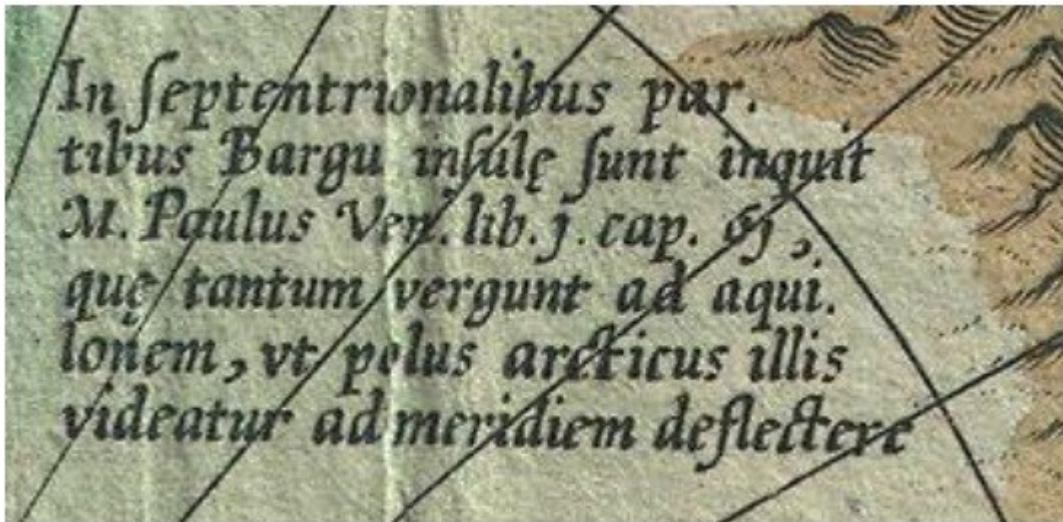 In ſeptentrionalibus par.
tibus Bargu inſulę ſunt inquit
M. Paulus Ven. lib. j. cap. 61,
quę tantum vergunt ad aqui.
lonem, vt polus arcticus illis
videatur ad meridiem deflectere